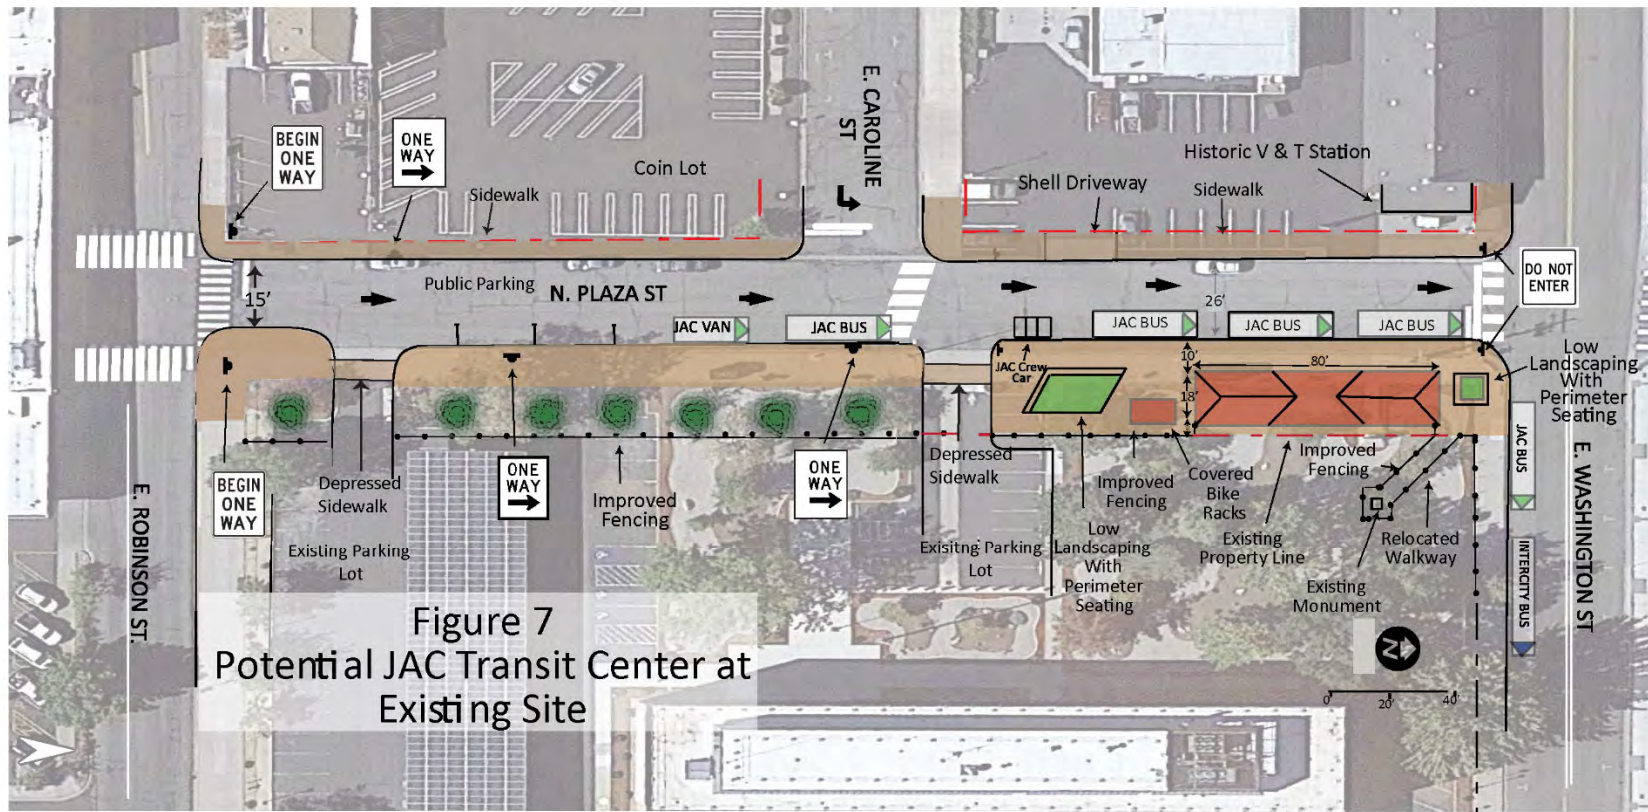 E. CAROLINE
ST
BEGIN
ONE
WAY
ONE
WAY
Coin Lot
Sidewalk
Historic V & T Station
Shell Driveway
Sidewalk
DO NOT
ENTER
15’
Public Parking
N. PLAZA ST
26’
JAC VAN
JAC BUS
JAC BUS
JAC BUS
JAC BUS
JAC Crew
Car
10’
80’
18’
Low
Landscaping
With
Perimeter
Seating
BEGIN
ONE
WAY
Depressed
Sidewalk
ONE
WAY
Improved
Fencing
ONE
WAY
Depressed
Sidewalk
Improved
Fencing
Covered
Bike
Racks
Improved
Fencing
Existing Parking
Lot
Exisitng Parking
Lot
Low
Landscaping
With
Perimeter
Seating
Existing
Property Line
Relocated
Walkway
Existing
Monument
JAC BUS
INTERCITY BUS
E. ROBINSON ST.
E. WASHINGTON ST
Figure 7
Potential JAC Transit Center at
Existing Site
N
0’ 20’ 40’